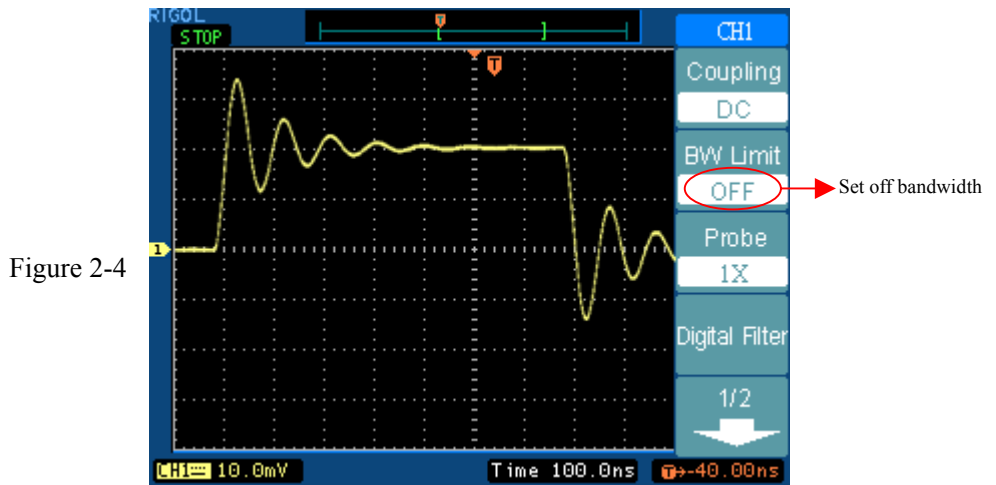 RIGOL
STOP
T
T
CH1
Coupling
DC
BW Limit
OFF
Set off bandwidth
Probe
1X
1
Figure 2-4
Digital Filter
1/2
CH1 10.0mV
Time 100.0ns
T→-40.00ns